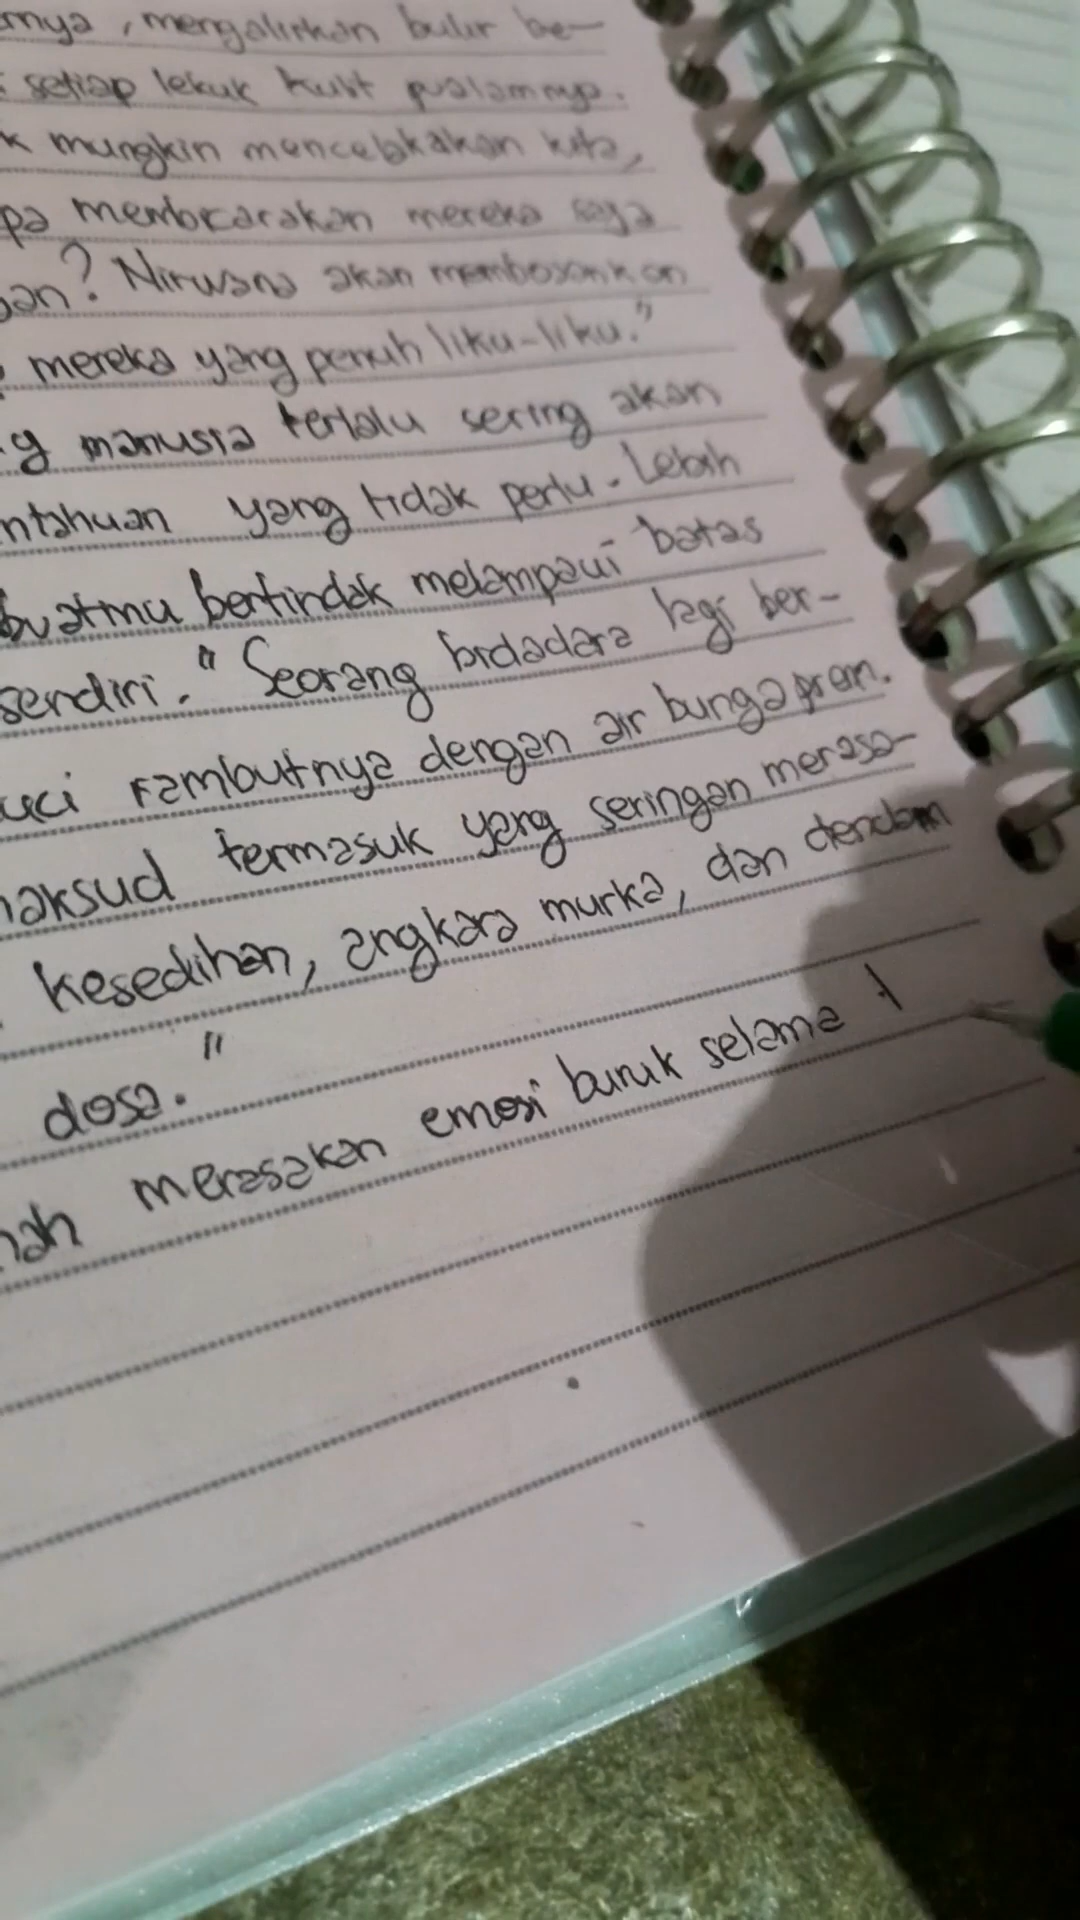 rnya, mengalirkan bulir be-
setiap lekuk kulit pualamnya.
k mungkin mencelakakan kita,
pa membicarakan mereka saja
an? Nirwana akan membosankan
mereka yang penuh liku-liku."
g manusia terlalu sering akan
ntahuan yang tidak perlu. Lebih
buatmu bertindak melampaui batas
sendiri." Seorang bidadara lagi ber-
uci rambutnya dengan air bunga prem.
maksud termasuk yang seringan merasa-
kesedihan, angkara murka, dan dendam
dosa."
nah merasakan emosi buruk selama